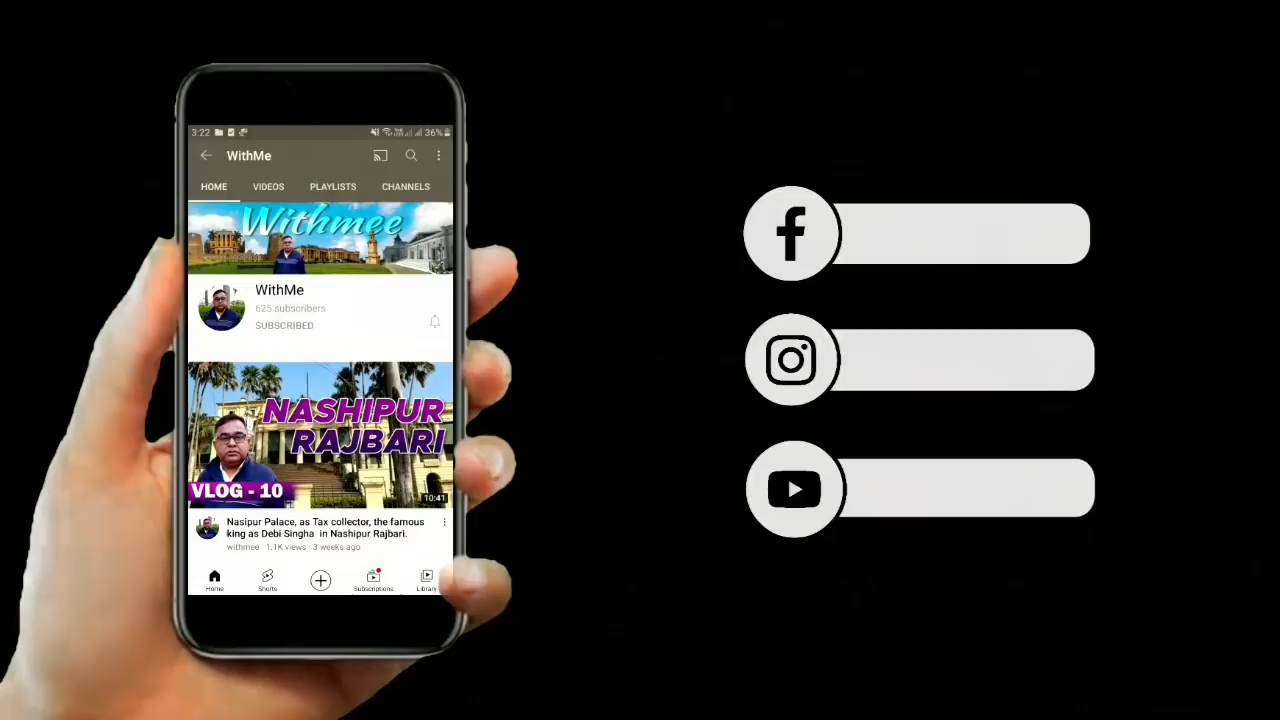 3:22
36%
WithMe
HOME VIDEOS PLAYLISTS CHANNELS
Withmee
WithMe
625 subscribers
SUBSCRIBED
NASHIPUR
RAJBARI
VLOG - 10
10:41
Nasipur Palace, as Tax collector, the famous
king as Debi Singha in Nashipur Rajbari.
withmee · 1.1K views · 3 weeks ago
Home Shorts Subscriptions Library